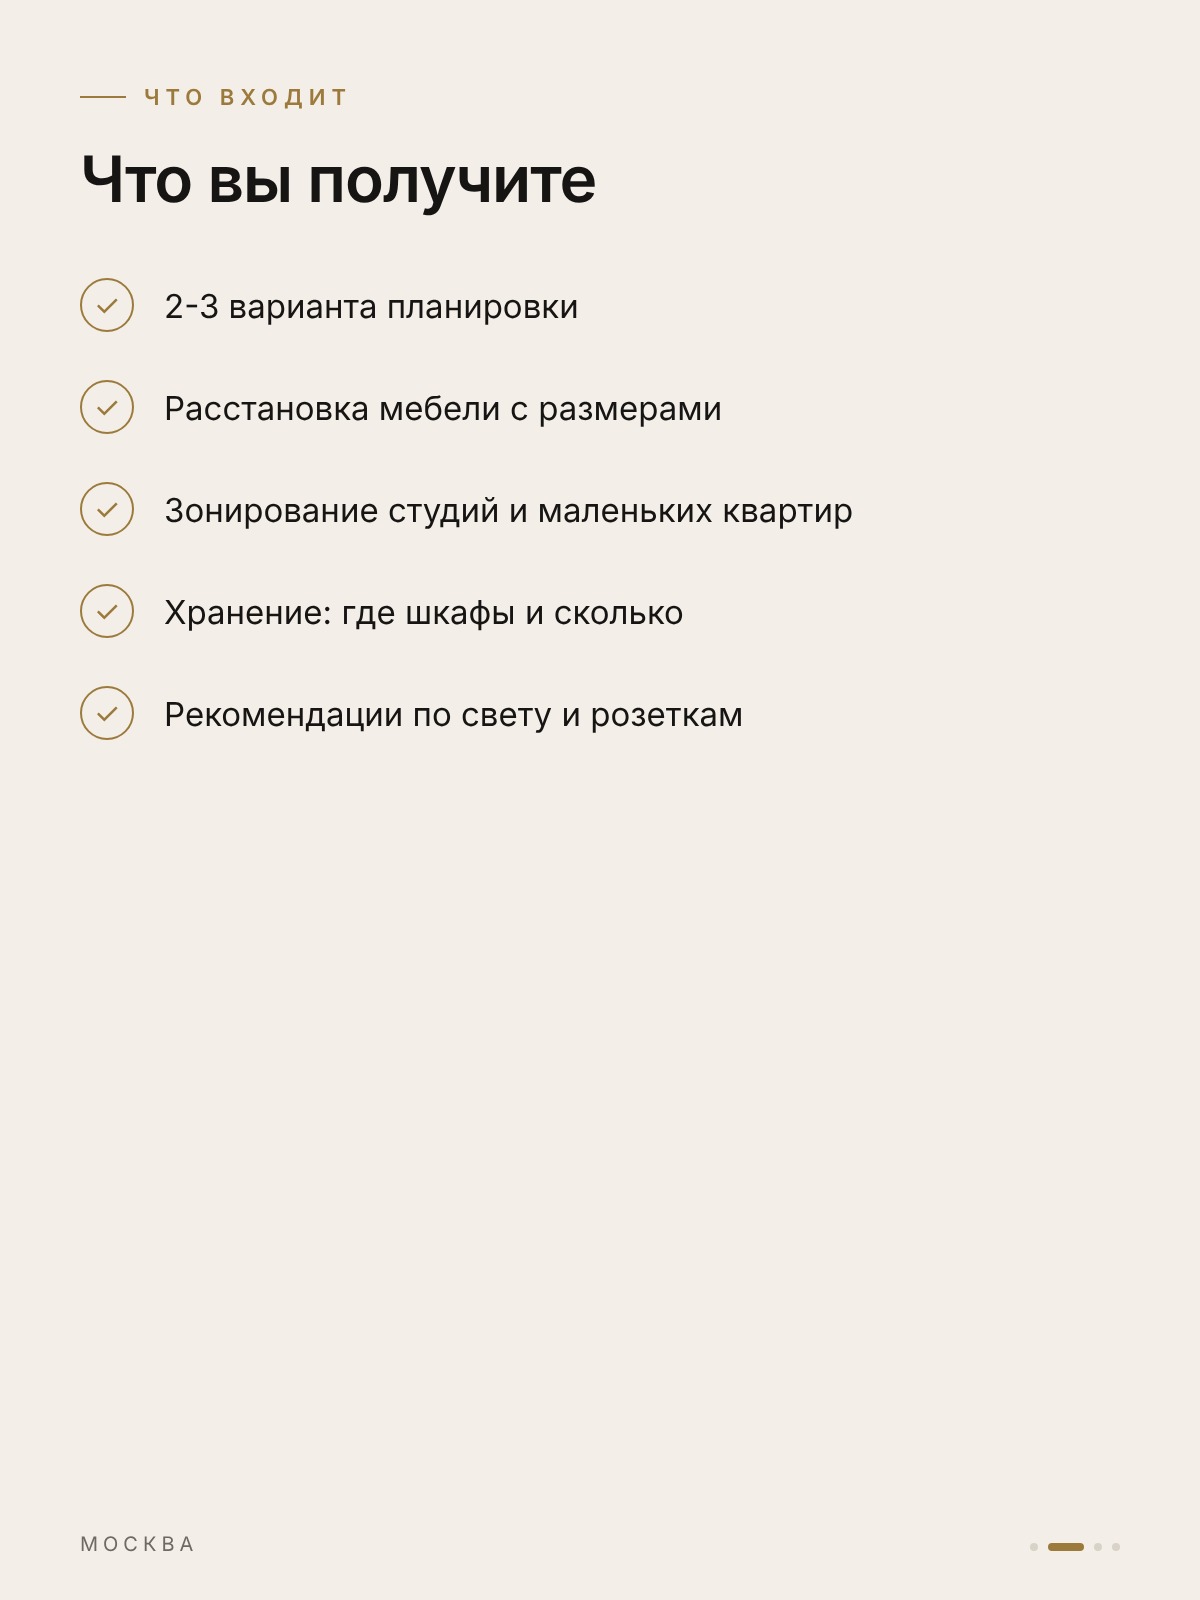 ЧТО ВХОДИТ
Что вы получите
2-3 варианта планировки
Расстановка мебели с размерами
Зонирование студий и маленьких квартир
Хранение: где шкафы и сколько
Рекомендации по свету и розеткам
МОСКВА